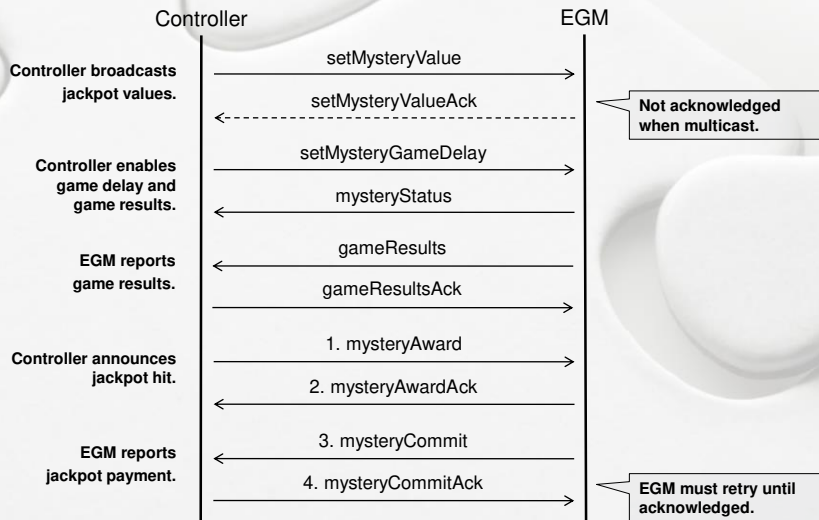 Controller
EGM
Controller broadcasts
jackpot values.
setMysteryValue
setMysteryValueAck
Not acknowledged
when multicast.
Controller enables
game delay and
game results.
setMysteryGameDelay
mysteryStatus
EGM reports
game results.
gameResults
gameResultsAck
Controller announces
jackpot hit.
1. mysteryAward
2. mysteryAwardAck
EGM reports
jackpot payment.
3. mysteryCommit
4. mysteryCommitAck
EGM must retry until
acknowledged.